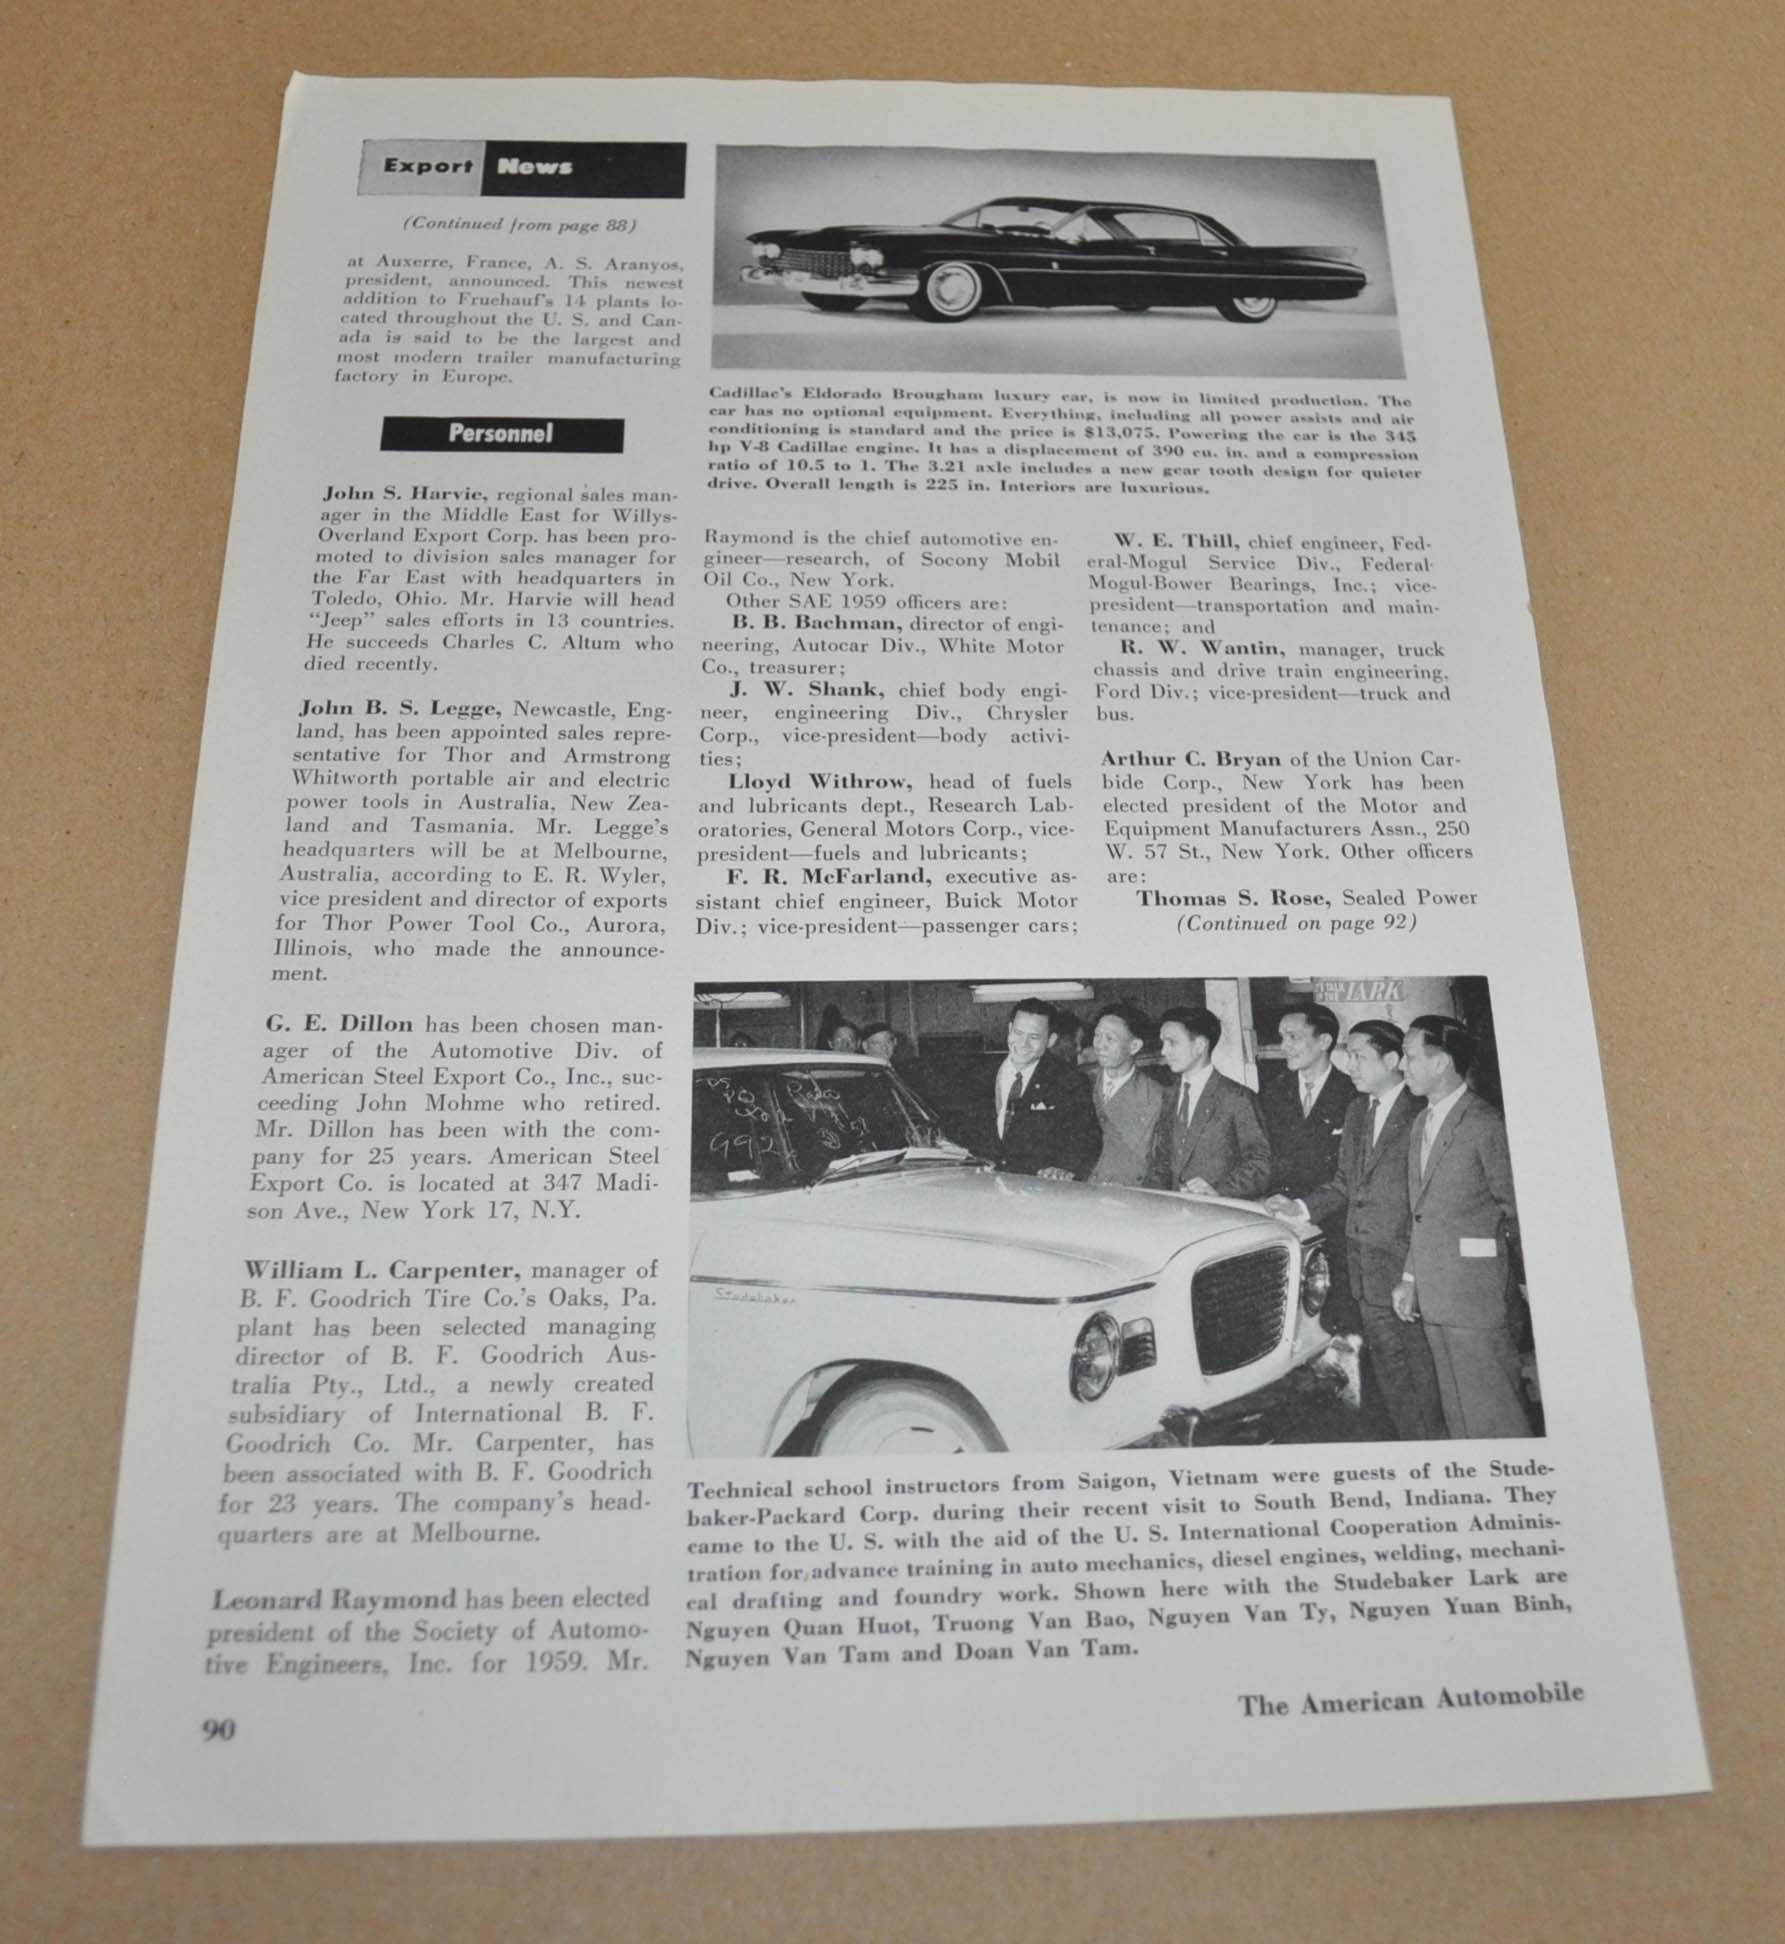 Export News
(Continued from page 88)
at Auxerre, France, A. S. Aranyos,
president, announced. This newest
addition to Fruehauf's 14 plants lo-
cated throughout the U. S. and Can-
ada is said to be the largest and
most modern trailer manufacturing
factory in Europe.
Personnel
John S. Harvie, regional sales man-
ager in the Middle East for Willys-
Overland Export Corp. has been pro-
moted to division sales manager for
the Far East with headquarters in
Toledo, Ohio. Mr. Harvie will head
"Jeep" sales efforts in 13 countries.
He succeeds Charles C. Altum who
died recently.
John B. S. Legge, Newcastle, Eng-
land, has been appointed sales repre-
sentative for Thor and Armstrong
Whitworth portable air and electric
power tools in Australia, New Zea-
land and Tasmania. Mr. Legge's
headquarters will be at Melbourne,
Australia, according to E. R. Wyler,
vice president and director of exports
for Thor Power Tool Co., Aurora,
Illinois, who made the announce-
ment.
G. E. Dillon has been chosen man-
ager of the Automotive Div. of
American Steel Export Co., Inc., suc-
ceeding John Mohme who retired.
Mr. Dillon has been with the com-
pany for 25 years. American Steel
Export Co. is located at 347 Madi-
son Ave., New York 17, N.Y.
William L. Carpenter, manager of
B. F. Goodrich Tire Co.'s Oaks, Pa.
plant has been selected managing
director of B. F. Goodrich Aus-
tralia Pty., Ltd., a newly created
subsidiary of International B. F.
Goodrich Co. Mr. Carpenter, has
been associated with B. F. Goodrich
for 23 years. The company's head-
quarters are at Melbourne.
Leonard Raymond has been elected
president of the Society of Automo-
tive Engineers, Inc. for 1959. Mr.
Cadillac's Eldorado Brougham luxury car, is now in limited production. The
car has no optional equipment. Everything, including all power assists and air
conditioning is standard and the price is $13,075. Powering the car is the 345
hp V-8 Cadillac engine. It has a displacement of 390 cu. in. and a compression
ratio of 10.5 to 1. The 3.21 axle includes a new gear tooth design for quieter
drive. Overall length is 225 in. Interiors are luxurious.
Raymond is the chief automotive en-
gineer—research, of Socony Mobil
Oil Co., New York.
Other SAE 1959 officers are:
B. B. Bachman, director of engi-
neering, Autocar Div., White Motor
Co., treasurer;
J. W. Shank, chief body engi-
neer, engineering Div., Chrysler
Corp., vice-president—body activi-
ties;
Lloyd Withrow, head of fuels
and lubricants dept., Research Lab-
oratories, General Motors Corp., vice-
president—fuels and lubricants;
F. R. McFarland, executive as-
sistant chief engineer, Buick Motor
Div.; vice-president—passenger cars;
W. E. Thill, chief engineer, Fed-
eral-Mogul Service Div., Federal-
Mogul-Bower Bearings, Inc.; vice-
president—transportation and main-
tenance; and
R. W. Wantin, manager, truck
chassis and drive train engineering,
Ford Div.; vice-president—truck and
bus.
Arthur C. Bryan of the Union Car-
bide Corp., New York has been
elected president of the Motor and
Equipment Manufacturers Assn., 250
W. 57 St., New York. Other officers
are:
Thomas S. Rose, Sealed Power
(Continued on page 92)
LARK
992
Studebaker
Technical school instructors from Saigon, Vietnam were guests of the Stude-
baker-Packard Corp. during their recent visit to South Bend, Indiana. They
came to the U. S. with the aid of the U. S. International Cooperation Adminis-
tration for advance training in auto mechanics, diesel engines, welding, mechani-
cal drafting and foundry work. Shown here with the Studebaker Lark are
Nguyen Quan Huot, Truong Van Bao, Nguyen Van Ty, Nguyen Yuan Binh,
Nguyen Van Tam and Doan Van Tam.
90
The American Automobile